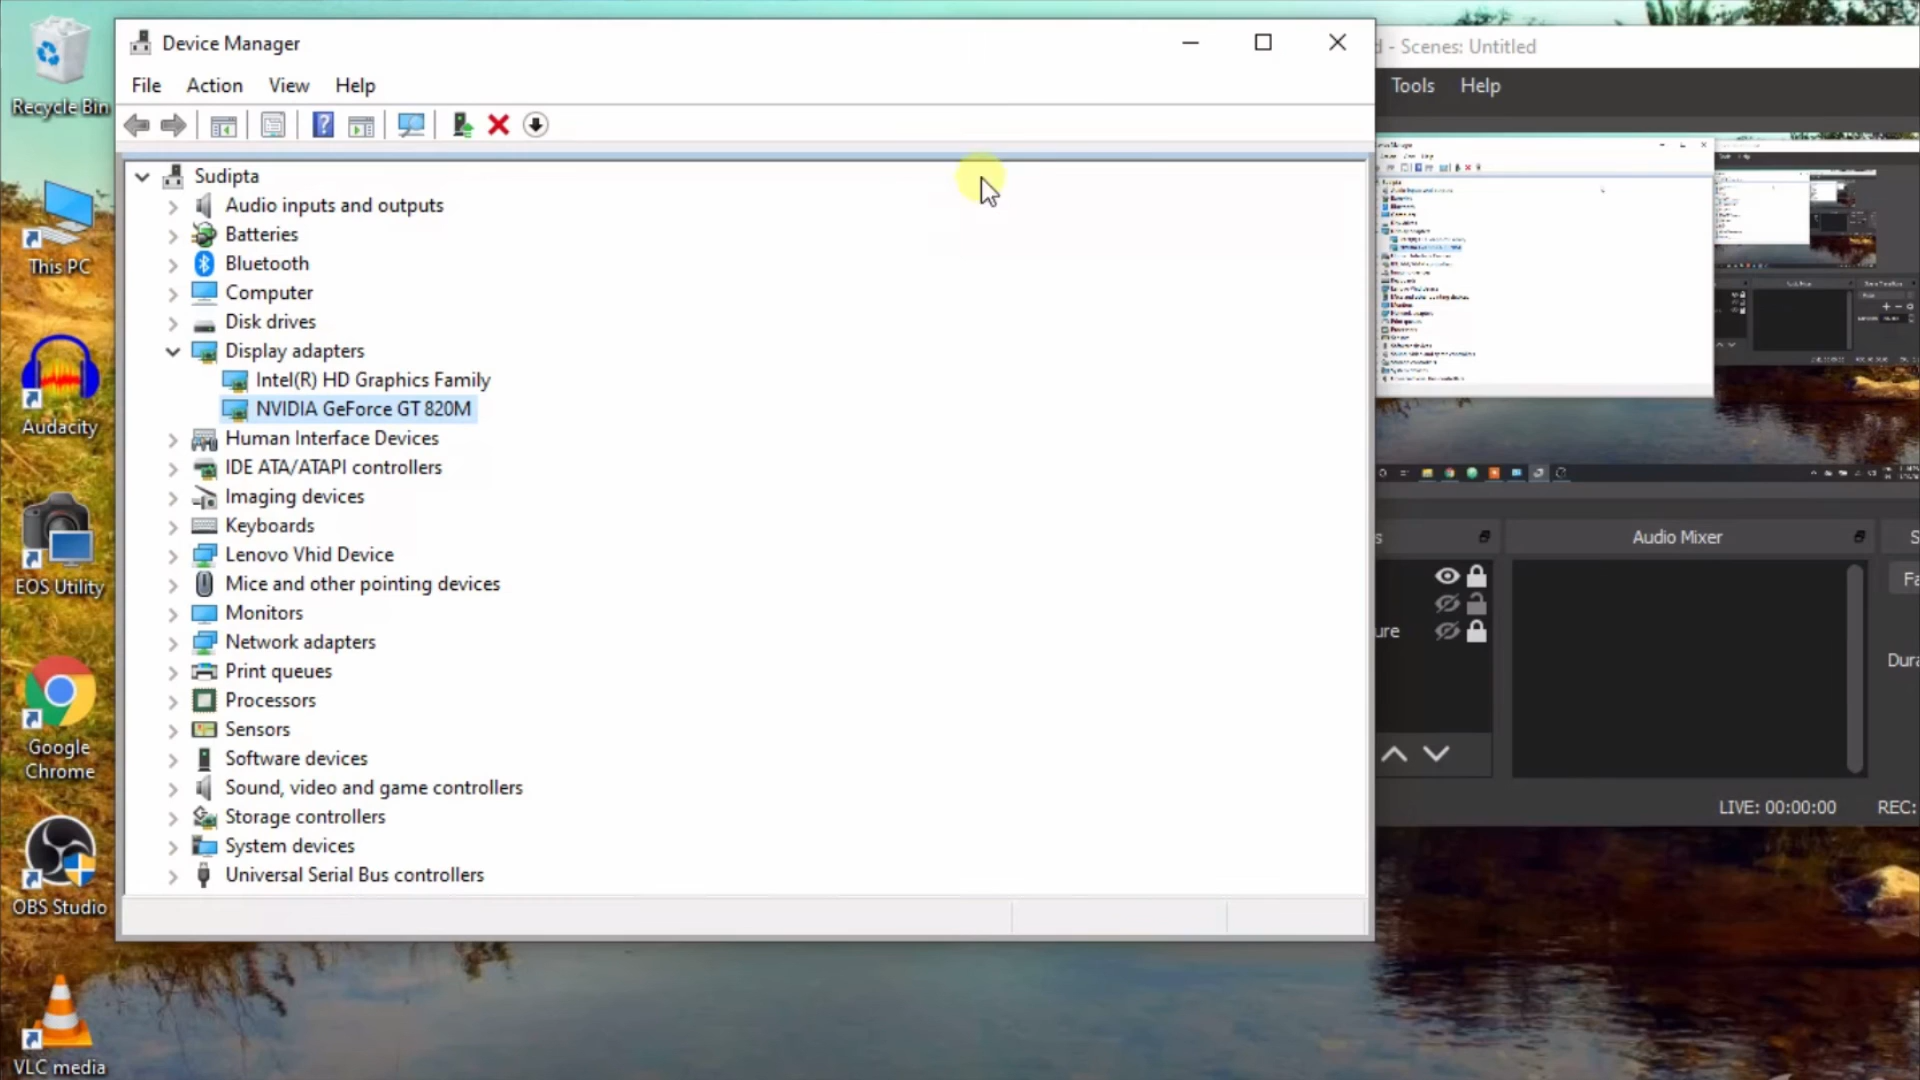 Recycle Bin
This PC
Audacity
EOS Utility
Google
Chrome
OBS Studio
VLC media
Device Manager
File Action View Help
Sudipta
Audio inputs and outputs
Batteries
Bluetooth
Computer
Disk drives
Display adapters
Intel(R) HD Graphics Family
NVIDIA GeForce GT 820M
Human Interface Devices
IDE ATA/ATAPI controllers
Imaging devices
Keyboards
Lenovo Vhid Device
Mice and other pointing devices
Monitors
Network adapters
Print queues
Processors
Sensors
Software devices
Sound, video and game controllers
Storage controllers
System devices
Universal Serial Bus controllers
d - Scenes: Untitled
Tools Help
s
Audio Mixer
S
ure
Fa
Dura
LIVE: 00:00:00 REC: